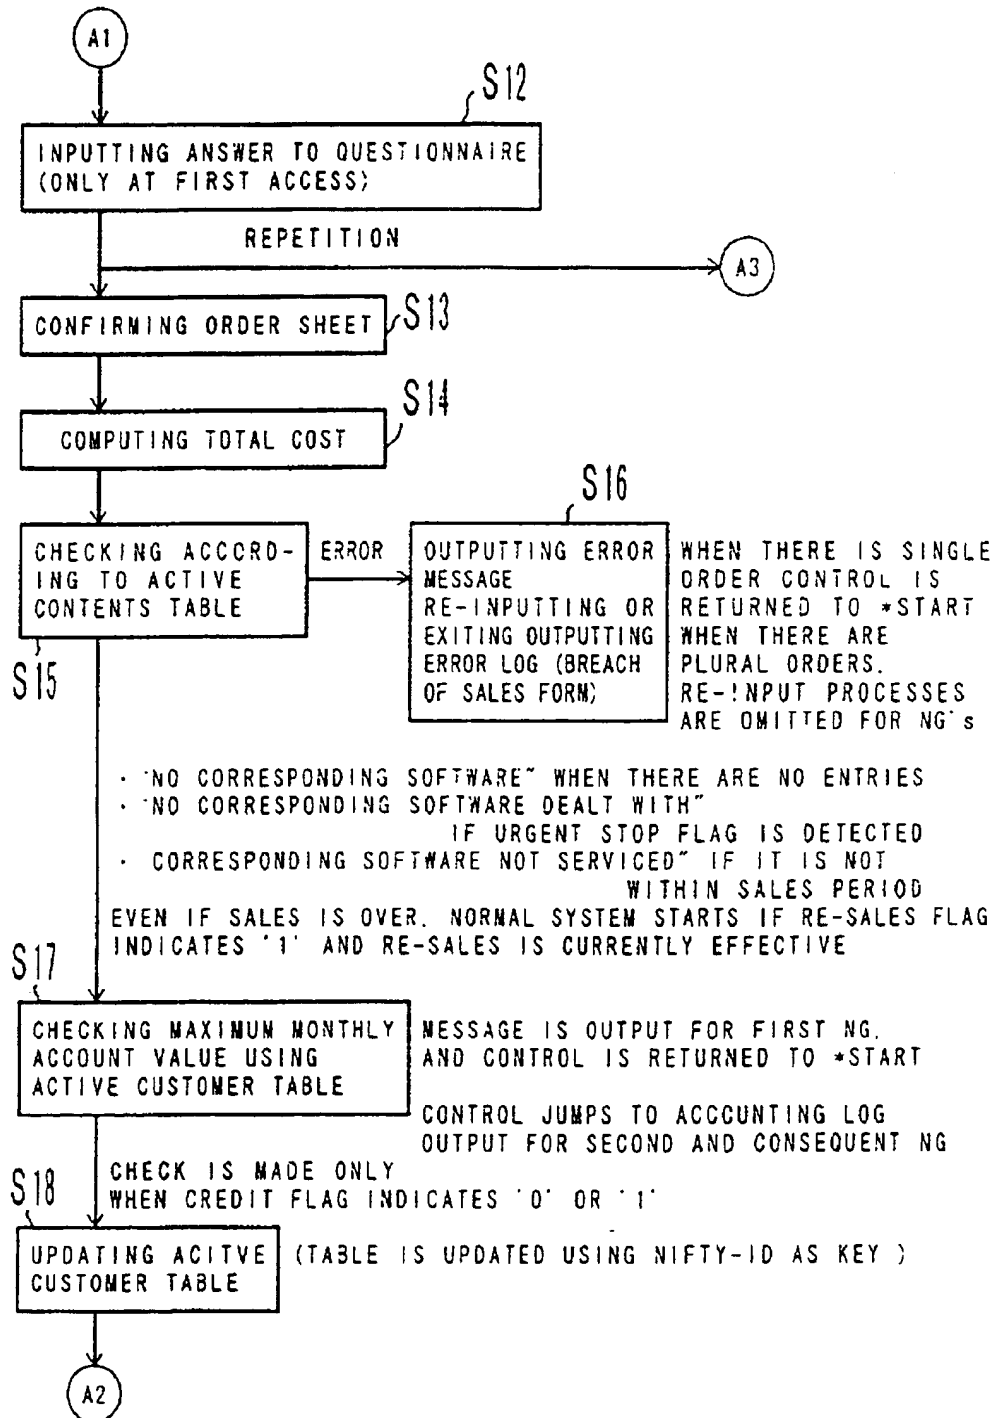 A1
S12
INPUTTING ANSWER TO QUESTIONNAIRE
(ONLY AT FIRST ACCESS)
REPETITION
A3
CONFIRMING ORDER SHEET
S13
S14
COMPUTING TOTAL COST
S16
CHECKING ACCORD-
ING TO ACTIVE
CONTENTS TABLE
S15
ERROR
OUTPUTTING ERROR
MESSAGE
RE-INPUTTING OR
EXITING OUTPUTTING
ERROR LOG (BREACH
OF SALES FORM)
WHEN THERE IS SINGLE
ORDER CONTROL IS
RETURNED TO *START
WHEN THERE ARE
PLURAL ORDERS.
RE-INPUT PROCESSES
ARE OMITTED FOR NG's
· "NO CORRESPONDING SOFTWARE" WHEN THERE ARE NO ENTRIES
· "NO CORRESPONDING SOFTWARE DEALT WITH"
IF URGENT STOP FLAG IS DETECTED
· CORRESPONDING SOFTWARE NOT SERVICED" IF IT IS NOT
WITHIN SALES PERIOD
EVEN IF SALES IS OVER. NORMAL SYSTEM STARTS IF RE-SALES FLAG
INDICATES '1' AND RE-SALES IS CURRENTLY EFFECTIVE
S17
CHECKING MAXIMUM MONTHLY
ACCOUNT VALUE USING
ACTIVE CUSTOMER TABLE
MESSAGE IS OUTPUT FOR FIRST NG.
AND CONTROL IS RETURNED TO *START
CONTROL JUMPS TO ACCOUNTING LOG
OUTPUT FOR SECOND AND CONSEQUENT NG
CHECK IS MADE ONLY
WHEN CREDIT FLAG INDICATES '0' OR '1'
S18
UPDATING ACITVE
CUSTOMER TABLE
(TABLE IS UPDATED USING NIFTY-ID AS KEY )
A2